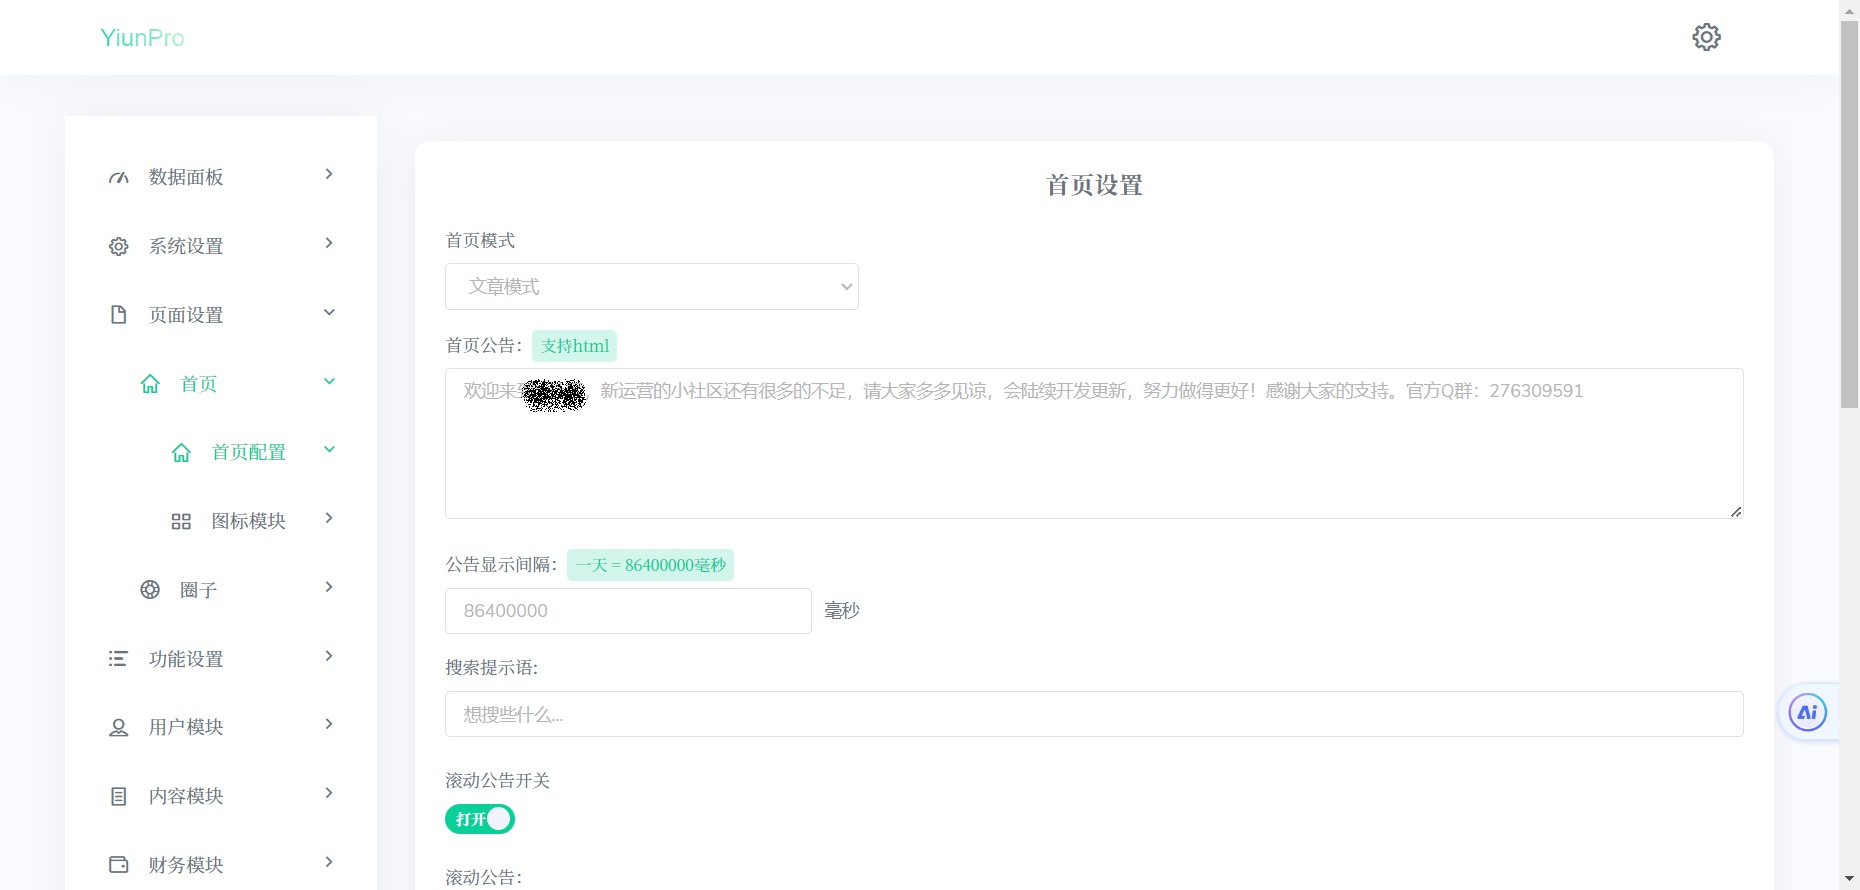 YiunPro
数据面板
系统设置
页面设置
首页
首页配置
图标模块
圈子
功能设置
用户模块
内容模块
财务模块
首页设置
首页模式
文章模式
首页公告： 支持html
欢迎来，新运营的小社区还有很多的不足，请大家多多见谅，会陆续开发更新，努力做得更好！感谢大家的支持。官方Q群：276309591
公告显示间隔： 一天 = 86400000毫秒
86400000 毫秒
搜索提示语:
想搜些什么...
滚动公告开关
打开
滚动公告：
Ai